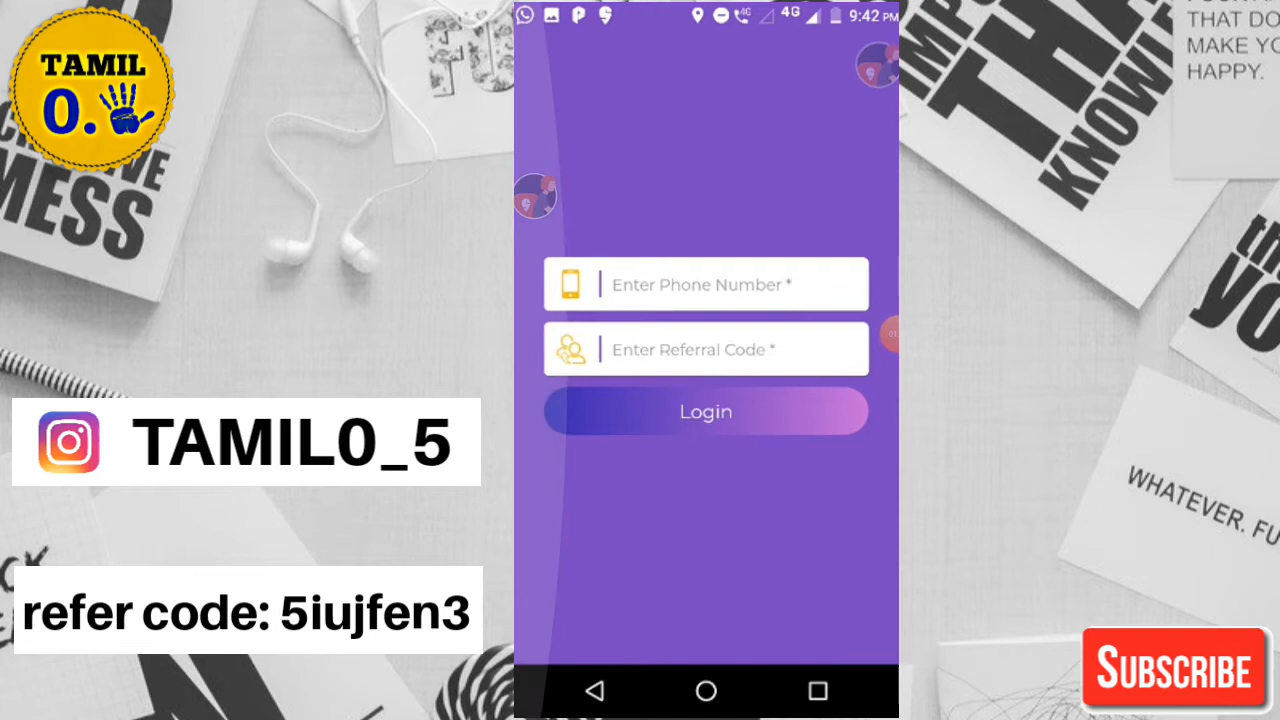 TAMIL
0.
MESS
TAMIL0_5
refer code: 5iujfen3
4G
4G
9:42 PM
Enter Phone Number *
Enter Referral Code *
Login
THAT DO
MAKE YO
HAPPY.
WHATEVER. FU
SUBSCRIBE